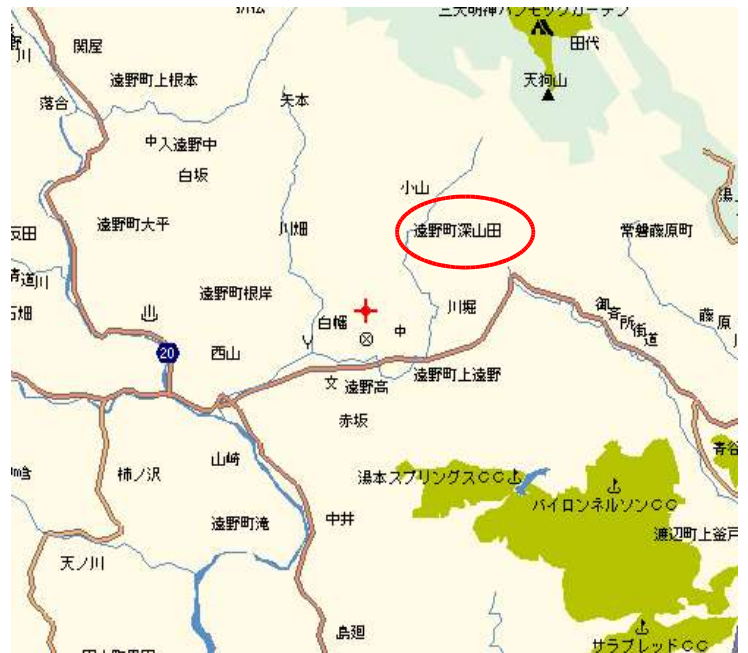 三大明神ハンモックガーデン
関屋
田代
遠野町上根本
天狗山
落合
矢本
中
入遠野中
白坂
小山
遠野町大平
川畑
遠野町深山田
常磐藤原町
遠野町根岸
川堀
御斉所街道
藤原
白幡
中
20
西山
文
遠野高
遠野町上遠野
赤坂
山崎
柿ノ沢
湯本スプリングスCC
バイロンネルソンCC
遠野町滝
中井
渡辺町上釜戸
天ノ川
島廻
サラブレッドCC